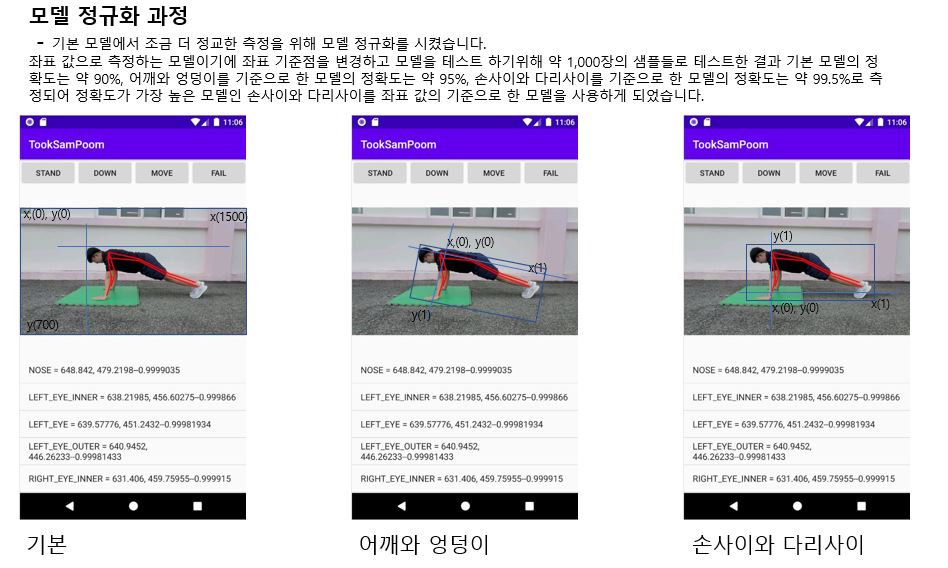 모델 정규화 과정
- 기본 모델에서 조금 더 정교한 측정을 위해 모델 정규화를 시켰습니다.
좌표 값으로 측정하는 모델이기에 좌표 기준점을 변경하고 모델을 테스트 하기위해 약 1,000장의 샘플들로 테스트한 결과 기본 모델의 정
확도는 약 90%, 어깨와 엉덩이를 기준으로 한 모델의 정확도는 약 95%, 손사이와 다리사이를 기준으로 한 모델의 정확도는 약 99.5%로 측
정되어 정확도가 가장 높은 모델인 손사이와 다리사이를 좌표 값의 기준으로 한 모델을 사용하게 되었습니다.
11:06
TookSamPoom
STAND DOWN MOVE FAIL
x,(0), y(0)
x(1500)
y(700)
NOSE = 648.842, 479.2198--0.9999035
LEFT_EYE_INNER = 638.21985, 456.60275--0.999866
LEFT_EYE = 639.57776, 451.2432--0.99981934
LEFT_EYE_OUTER = 640.9452,
446.26233--0.99981433
RIGHT_EYE_INNER = 631.406, 459.75955--0.999915
기본
11:06
TookSamPoom
STAND DOWN MOVE FAIL
x,(0), y(0)
x(1)
y(1)
NOSE = 648.842, 479.2198--0.9999035
LEFT_EYE_INNER = 638.21985, 456.60275--0.999866
LEFT_EYE = 639.57776, 451.2432--0.99981934
LEFT_EYE_OUTER = 640.9452,
446.26233--0.99981433
RIGHT_EYE_INNER = 631.406, 459.75955--0.999915
어깨와 엉덩이
11:06
TookSamPoom
STAND DOWN MOVE FAIL
y(1)
x,(0), y(0)
x(1)
NOSE = 648.842, 479.2198--0.9999035
LEFT_EYE_INNER = 638.21985, 456.60275--0.999866
LEFT_EYE = 639.57776, 451.2432--0.99981934
LEFT_EYE_OUTER = 640.9452,
446.26233--0.99981433
RIGHT_EYE_INNER = 631.406, 459.75955--0.999915
손사이와 다리사이